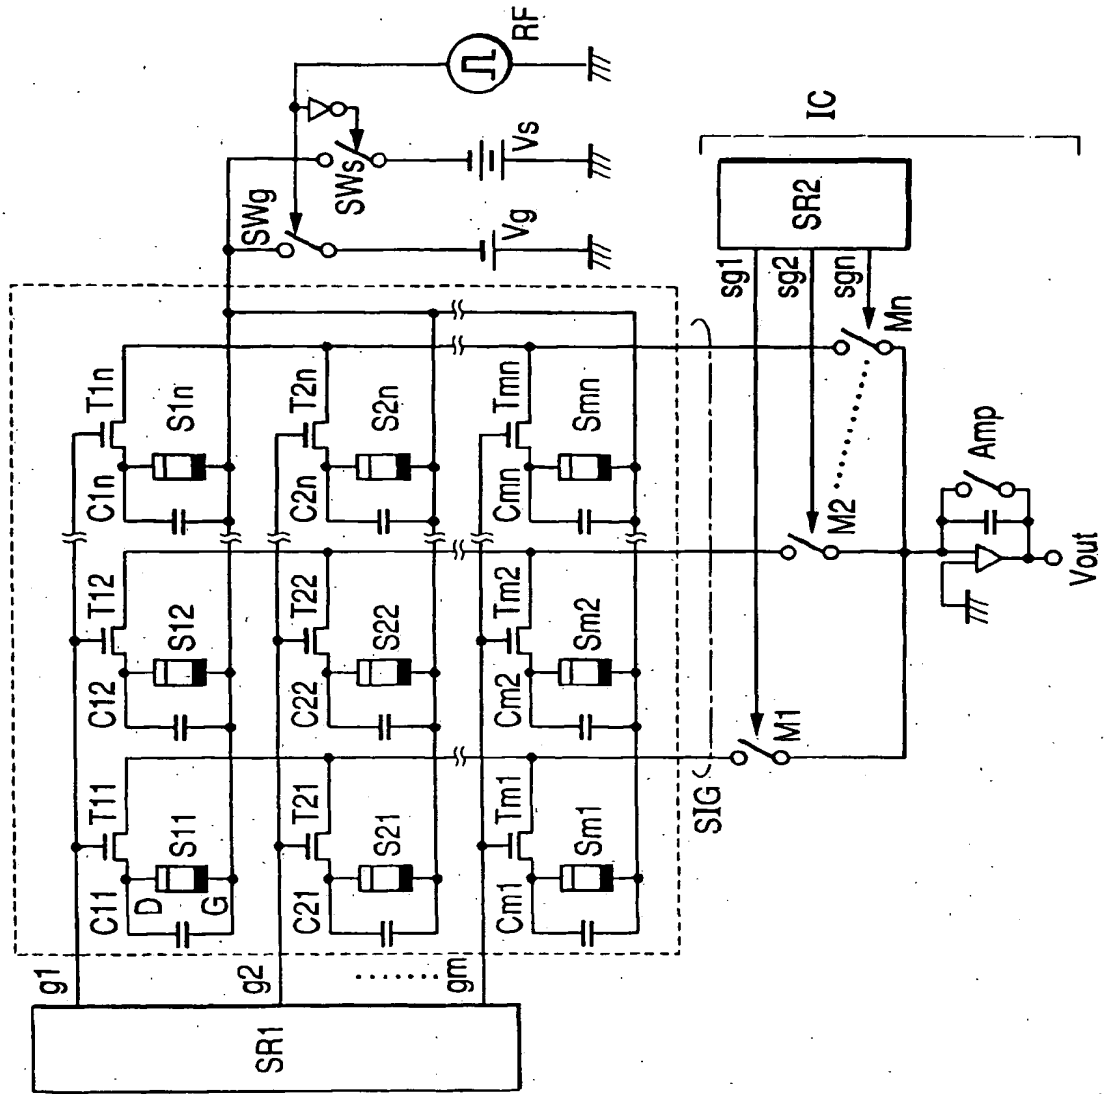 SR1
g1
g2
gm
C11
T11
D
S11
G
C12
T12
S12
C1n
T1n
S1n
C21
T21
S21
C22
T22
S22
C2n
T2n
S2n
Cm1
Tm1
Sm1
Cm2
Tm2
Sm2
Cmn
Tmn
Smn
SWg
SWs
RF
Vg
Vs
SIG
IC
SR2
sg1
sg2
sgn
M1
M2
Mn
Amp
Vout